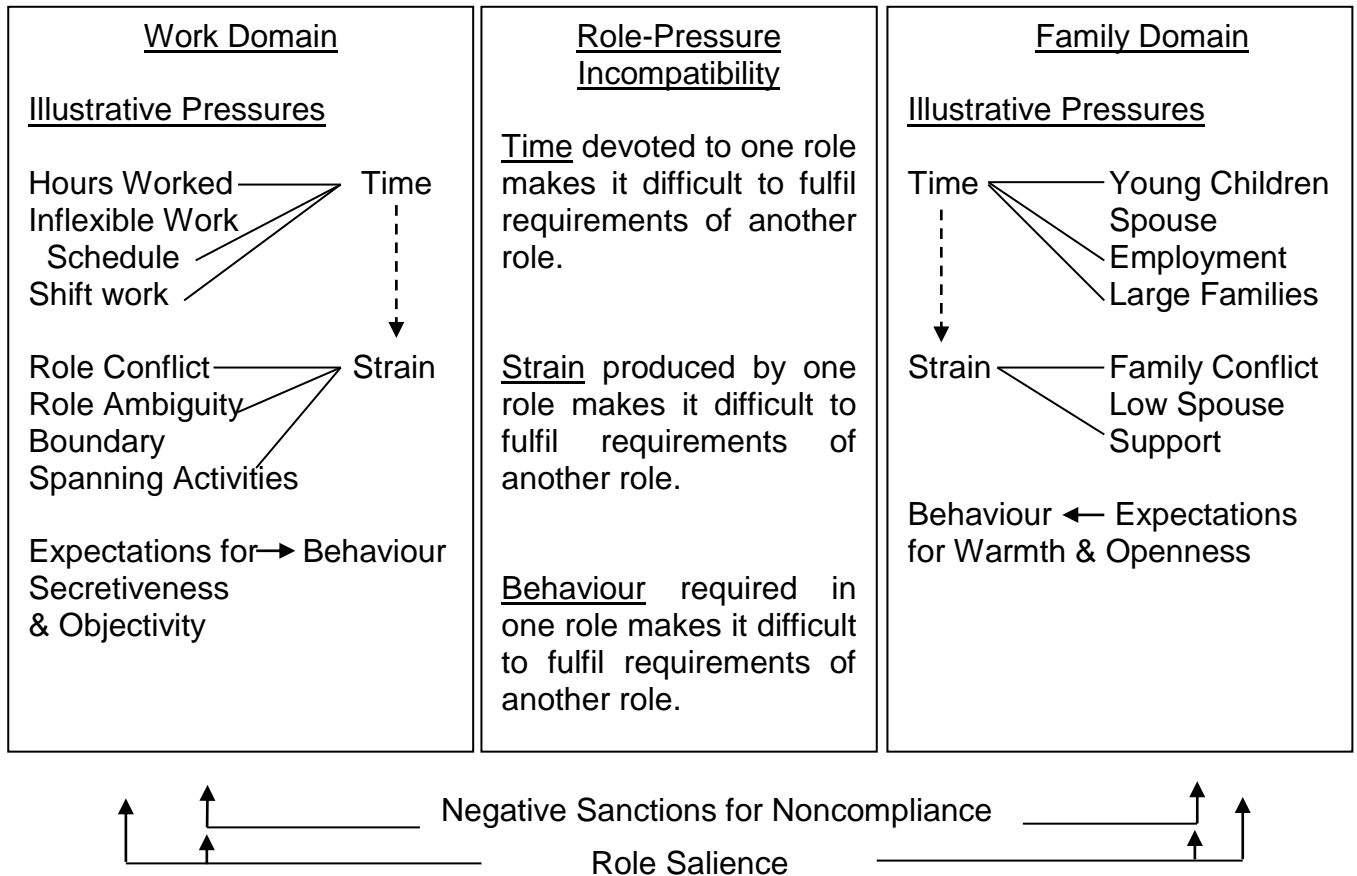 Work Domain
Illustrative Pressures
Hours Worked Time
Inflexible Work
Schedule
Shift work
Role Conflict Strain
Role Ambiguity
Boundary
Spanning Activities
Expectations for Behaviour
Secretiveness
& Objectivity
Role-Pressure
Incompatibility
Time devoted to one role
makes it difficult to fulfil
requirements of another
role.
Strain produced by one
role makes it difficult to
fulfil requirements of
another role.
Behaviour required in
one role makes it difficult
to fulfil requirements of
another role.
Family Domain
Illustrative Pressures
Time Young Children
Spouse
Employment
Large Families
Strain Family Conflict
Low Spouse
Support
Behaviour Expectations
for Warmth & Openness
Negative Sanctions for Noncompliance
Role Salience